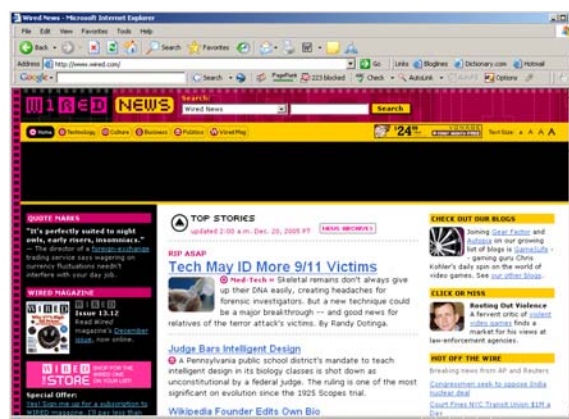 Wired News - Microsoft Internet Explorer
File Edit View Favorites Tools Help
Back Search Favorites
Address http://www.wired.com/ Go Links Bloglines Dictionary.com Hotmail
Google Search PageRank 223 blocked Check AutoLink Options
WIRED NEWS
Search:
Wired News Search
Home Technology Culture Business Politics Wired Mag $24 Text Size: A A A A
QUOTE MARKS
"It's perfectly suited to night
owls, early risers, insomniacs."
— The director of a foreign-exchange
trading service says wagering on
currency fluctuations needn't
interfere with your day job.
WIRED MAGAZINE
WIRED
Issue 13.12
Read Wired
magazine's December
issue, now online.
WIRED
THE STORE
SHOP FOR THE
WIRED ONE
ON YOUR LIST!
Special Offer:
Yes! Sign me up for a subscription to
WIRED magazine. I'll pay less than
TOP STORIES
updated 2:00 a.m. Dec. 20, 2005 PT NEWS ARCHIVES
RIP ASAP
Tech May ID More 9/11 Victims
Med-Tech = Skeletal remains don't always give
up their DNA easily, creating headaches for
forensic investigators. But a new technique could
be a major breakthrough -- and good news for
relatives of the terror attack's victims. By Randy Dotinga.
Judge Bars Intelligent Design
A Pennsylvania public school district's mandate to teach
intelligent design in its biology classes is shot down as
unconstitutional by a federal judge. The ruling is one of the most
significant on evolution since the 1925 Scopes trial.
Wikipedia Founder Edits Own Bio
CHECK OUT OUR BLOGS
Joining Gear Factor and
Autopia on our growing
list of blogs is GameLife -
- gaming guru Chris
Kohler's daily spin on the world of
video games. See our other blogs.
CLICK OR MISS
Rooting Out Violence
A fervent critic of violent
video games finds a
market for his views at
law-enforcement agencies.
HOT OFF THE WIRE
Breaking news from AP and Reuters
Congressmen seek to oppose India
nuclear deal
Court Fines NYC Transit Union $1M a
Day